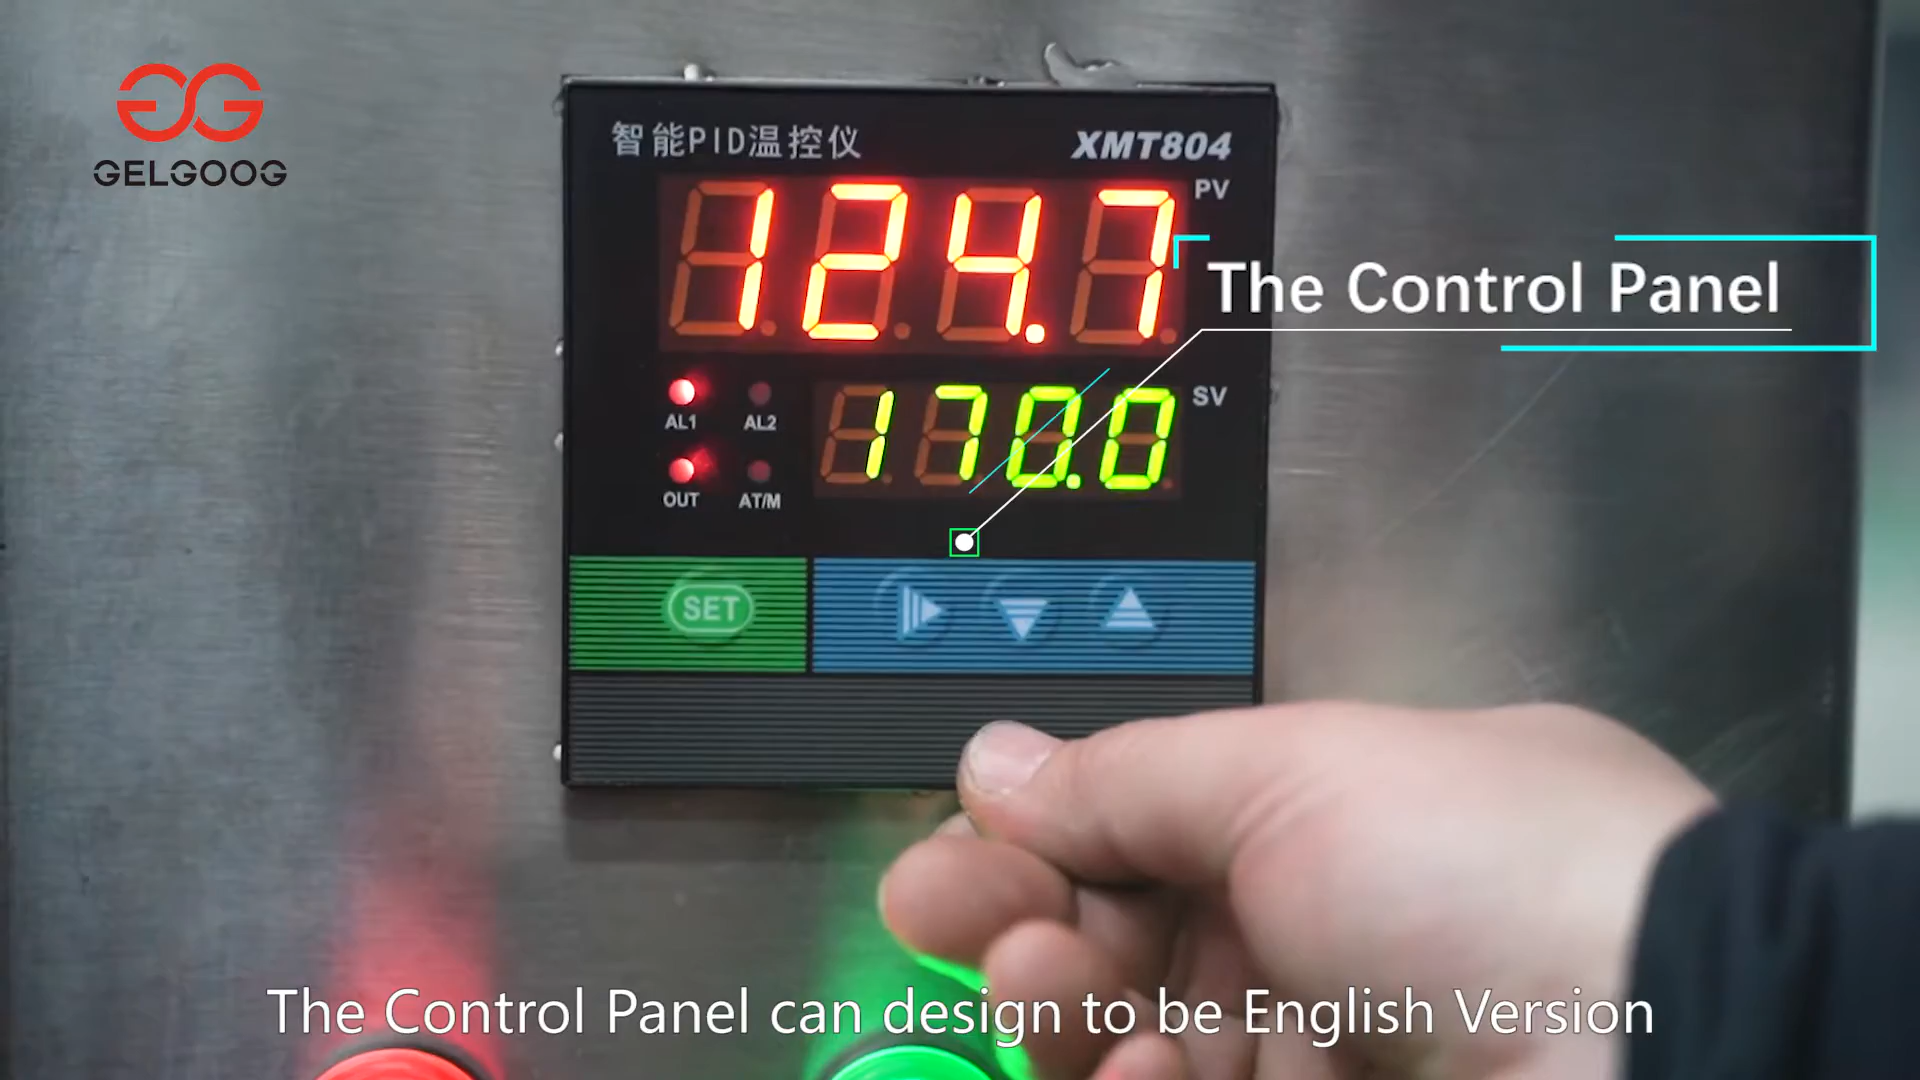 GELGOOG
智能PID温控仪
XMT804
124.7
PV
The Control Panel
170.0
SV
AL1
AL2
OUT
AT/M
SET
The Control Panel can design to be English Version